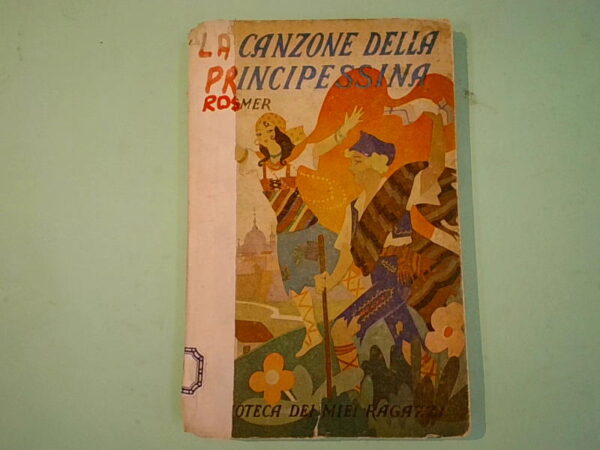 LA CANZONE DELLA
PRINCIPESSINA
ROSMER
OTECA DEI MIEI RAGAZZI